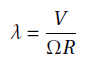 λ = V / ΩR